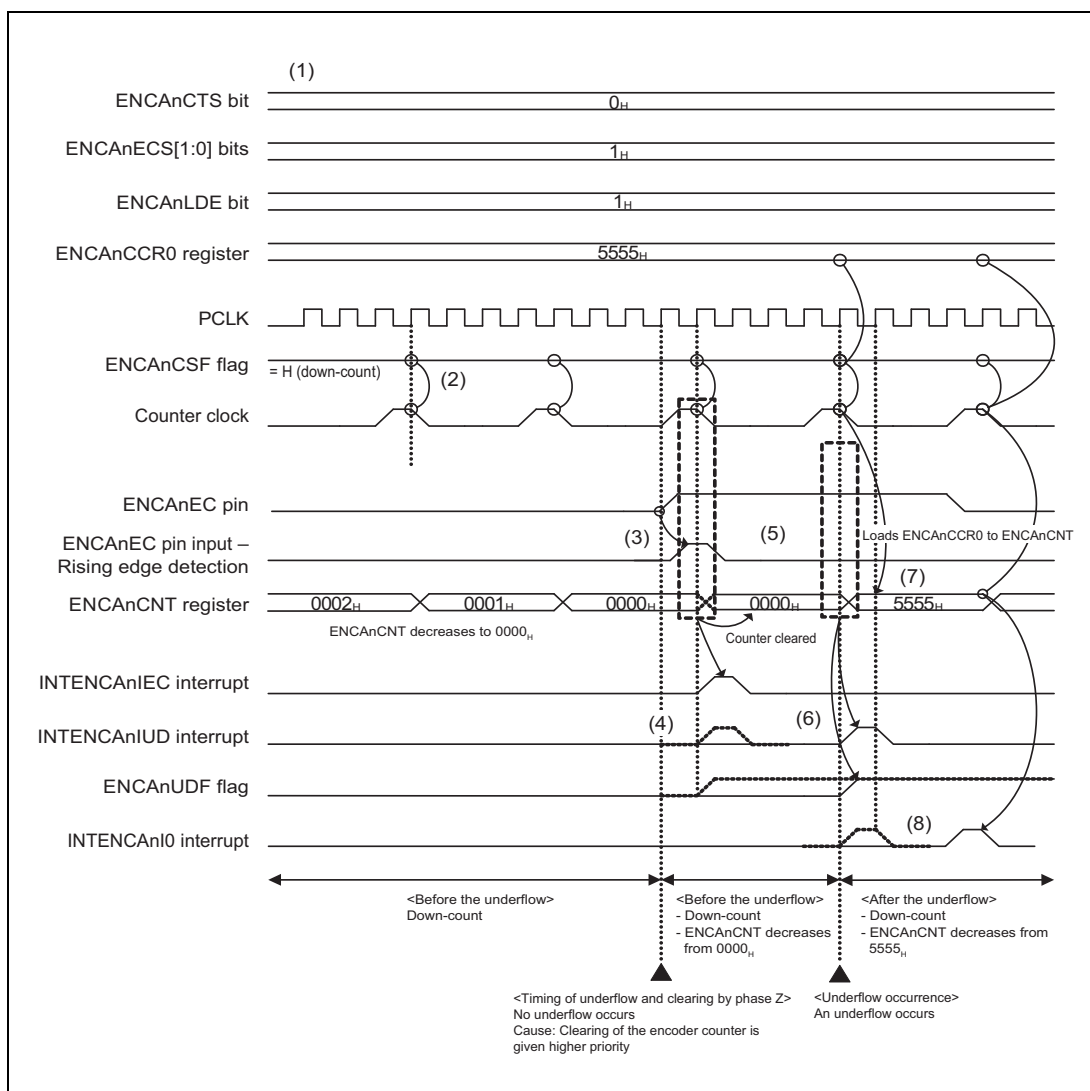 (1)
ENCAnCTS bit
0H
ENCAnECS[1:0] bits
1H
ENCAnLDE bit
1H
ENCAnCCR0 register
5555H
PCLK
ENCAnCSF flag
= H (down-count)
(2)
Counter clock
ENCAnEC pin
(3)
(5)
Loads ENCAnCCR0 to ENCAnCNT
ENCAnEC pin input –
Rising edge detection
(7)
ENCAnCNT register
0002H
0001H
0000H
0000H
5555H
ENCAnCNT decreases to 0000H
Counter cleared
INTENCAnIEC interrupt
(4)
(6)
INTENCAnIUD interrupt
ENCAnUDF flag
INTENCAnI0 interrupt
(8)
<Before the underflow>
Down-count
<Before the underflow>
- Down-count
- ENCAnCNT decreases
from 0000H
<After the underflow>
- Down-count
- ENCAnCNT decreases from
5555H
<Timing of underflow and clearing by phase Z>
No underflow occurs
Cause: Clearing of the encoder counter is
given higher priority
<Underflow occurrence>
An underflow occurs